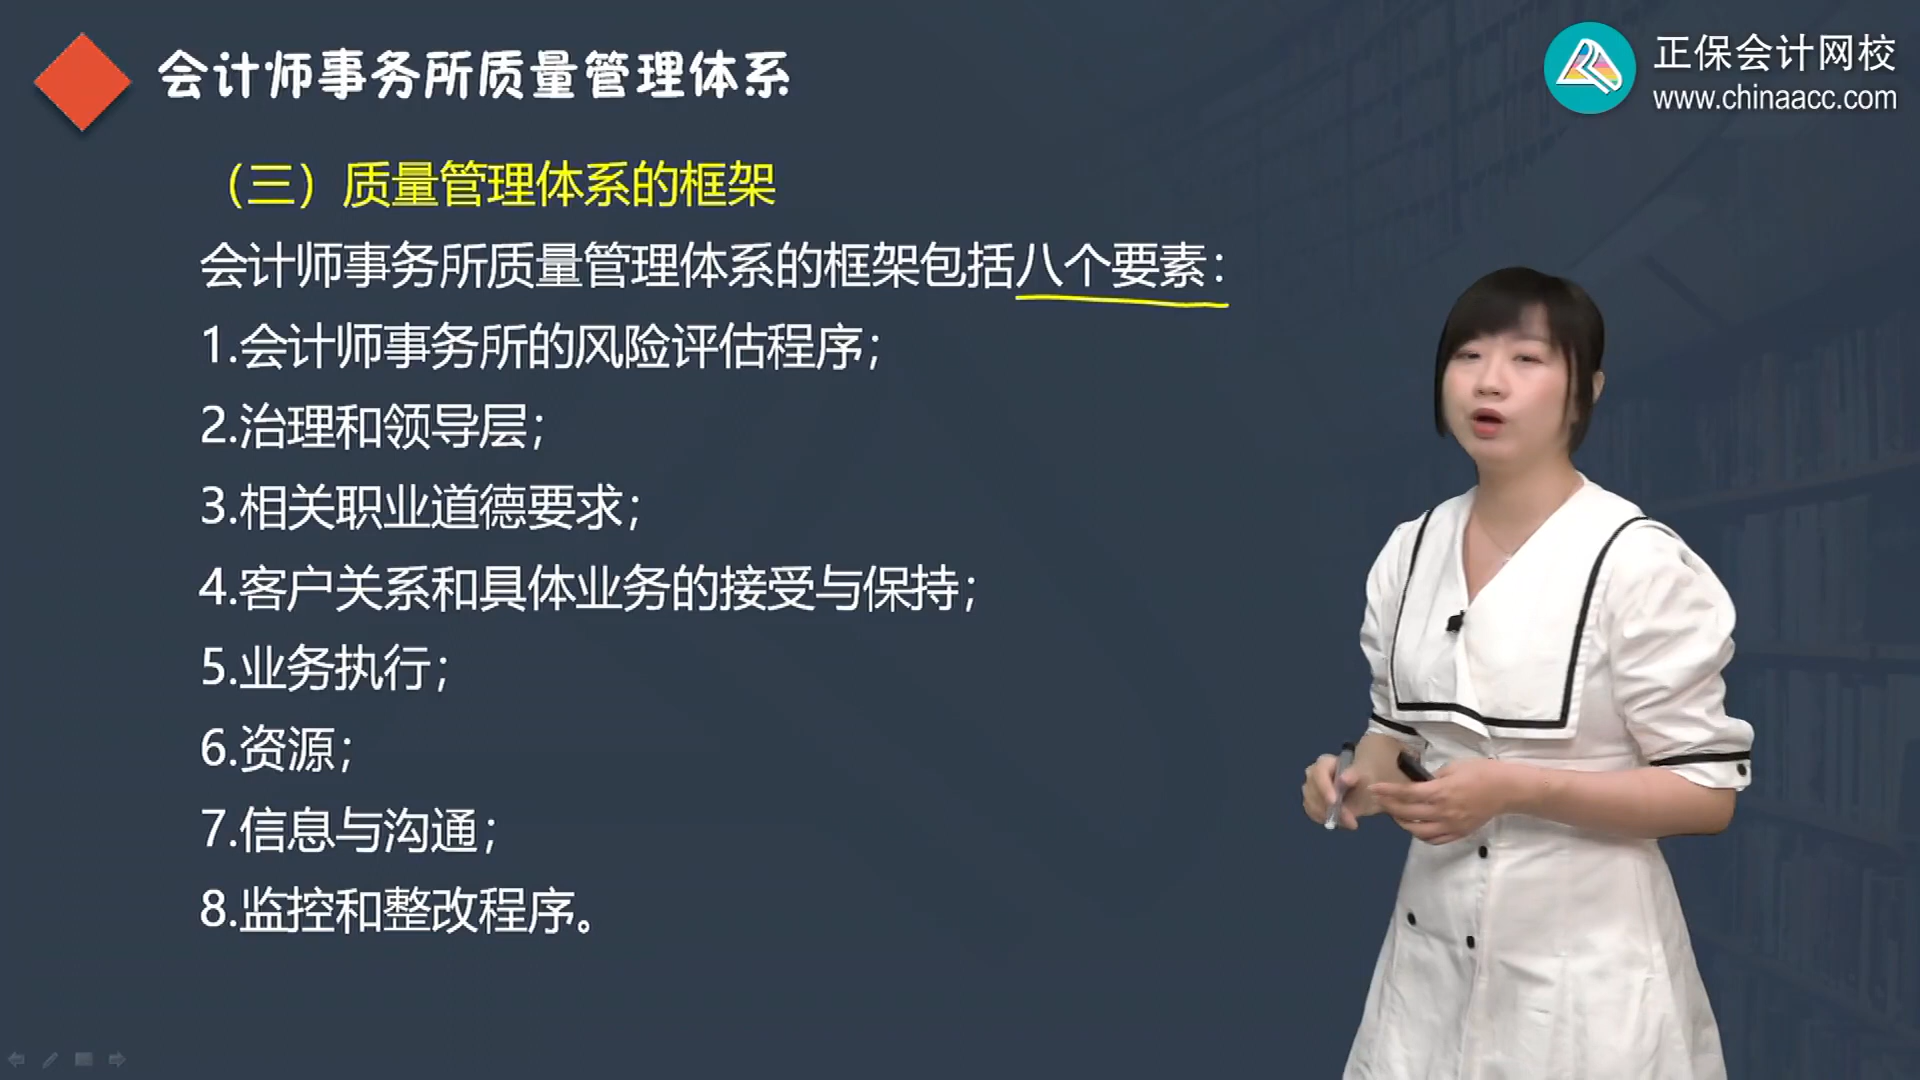 会计师事务所质量管理体系
正保会计网校
www.chinaacc.com
（三）质量管理体系的框架
会计师事务所质量管理体系的框架包括八个要素：
1.会计师事务所的风险评估程序；
2.治理和领导层；
3.相关职业道德要求；
4.客户关系和具体业务的接受与保持；
5.业务执行；
6.资源；
7.信息与沟通；
8.监控和整改程序。